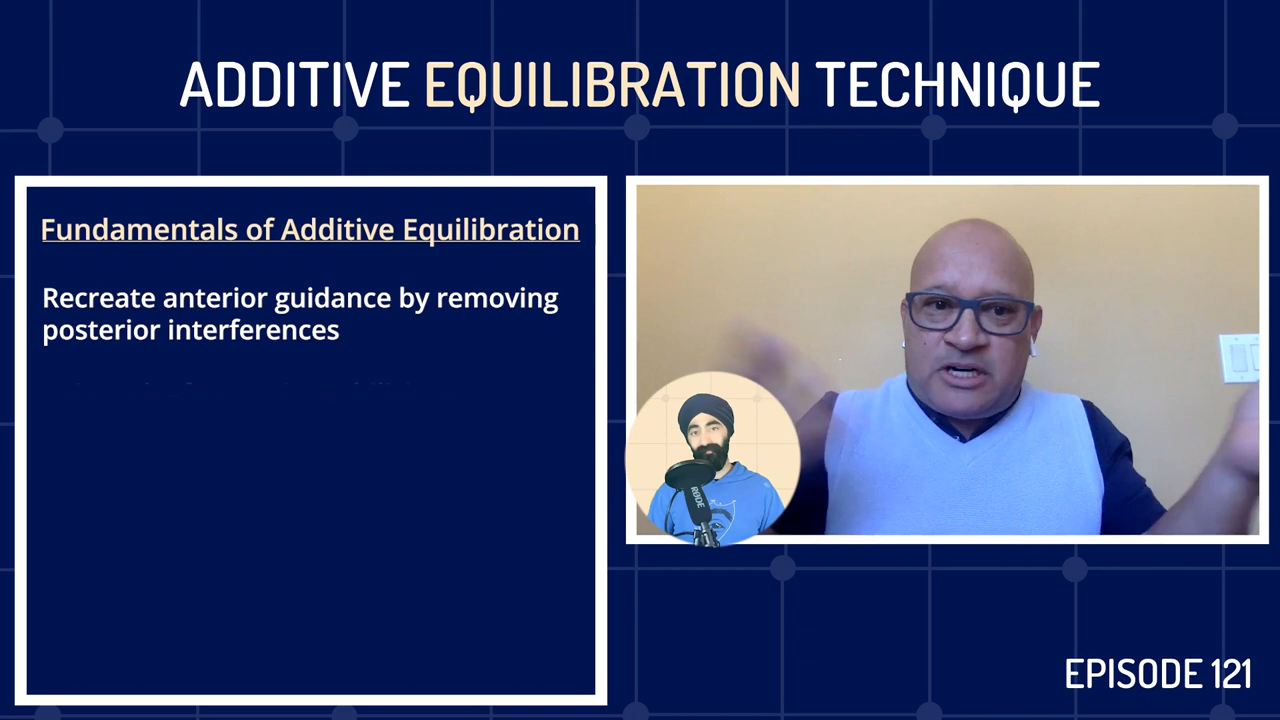 ADDITIVE EQUILIBRATION TECHNIQUE
Fundamentals of Additive Equilibration
Recreate anterior guidance by removing
posterior interferences
RØDE
EPISODE 121